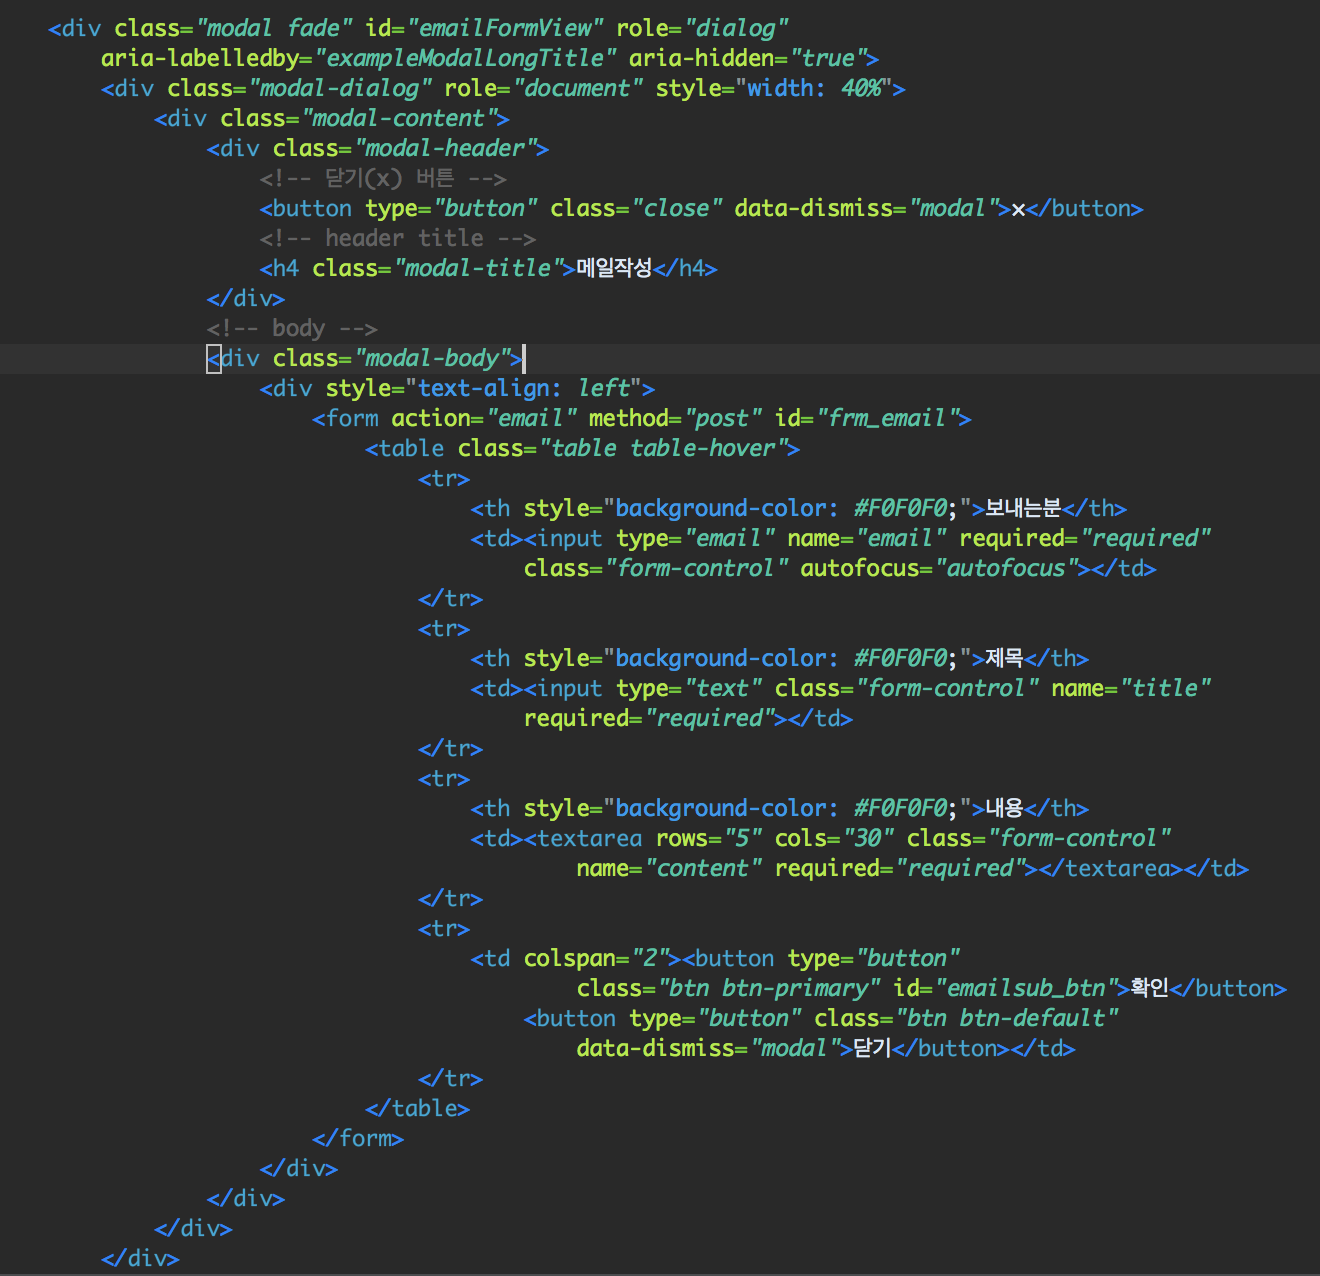 <div class="modal fade" id="emailFormView" role="dialog"
aria-labelledby="exampleModalLongTitle" aria-hidden="true">
<div class="modal-dialog" role="document" style="width: 40%">
<div class="modal-content">
<div class="modal-header">
<!-- 닫기(x) 버튼 -->
<button type="button" class="close" data-dismiss="modal">×</button>
<!-- header title -->
<h4 class="modal-title">메일작성</h4>
</div>
<!-- body -->
<div class="modal-body">
<div style="text-align: left">
<form action="email" method="post" id="frm_email">
<table class="table table-hover">
<tr>
<th style="background-color: #F0F0F0;">보내는분</th>
<td><input type="email" name="email" required="required"
class="form-control" autofocus="autofocus"></td>
</tr>
<tr>
<th style="background-color: #F0F0F0;">제목</th>
<td><input type="text" class="form-control" name="title"
required="required"></td>
</tr>
<tr>
<th style="background-color: #F0F0F0;">내용</th>
<td><textarea rows="5" cols="30" class="form-control"
name="content" required="required"></textarea></td>
</tr>
<tr>
<td colspan="2"><button type="button"
class="btn btn-primary" id="emailsub_btn">확인</button>
<button type="button" class="btn btn-default"
data-dismiss="modal">닫기</button></td>
</tr>
</table>
</form>
</div>
</div>
</div>
</div>